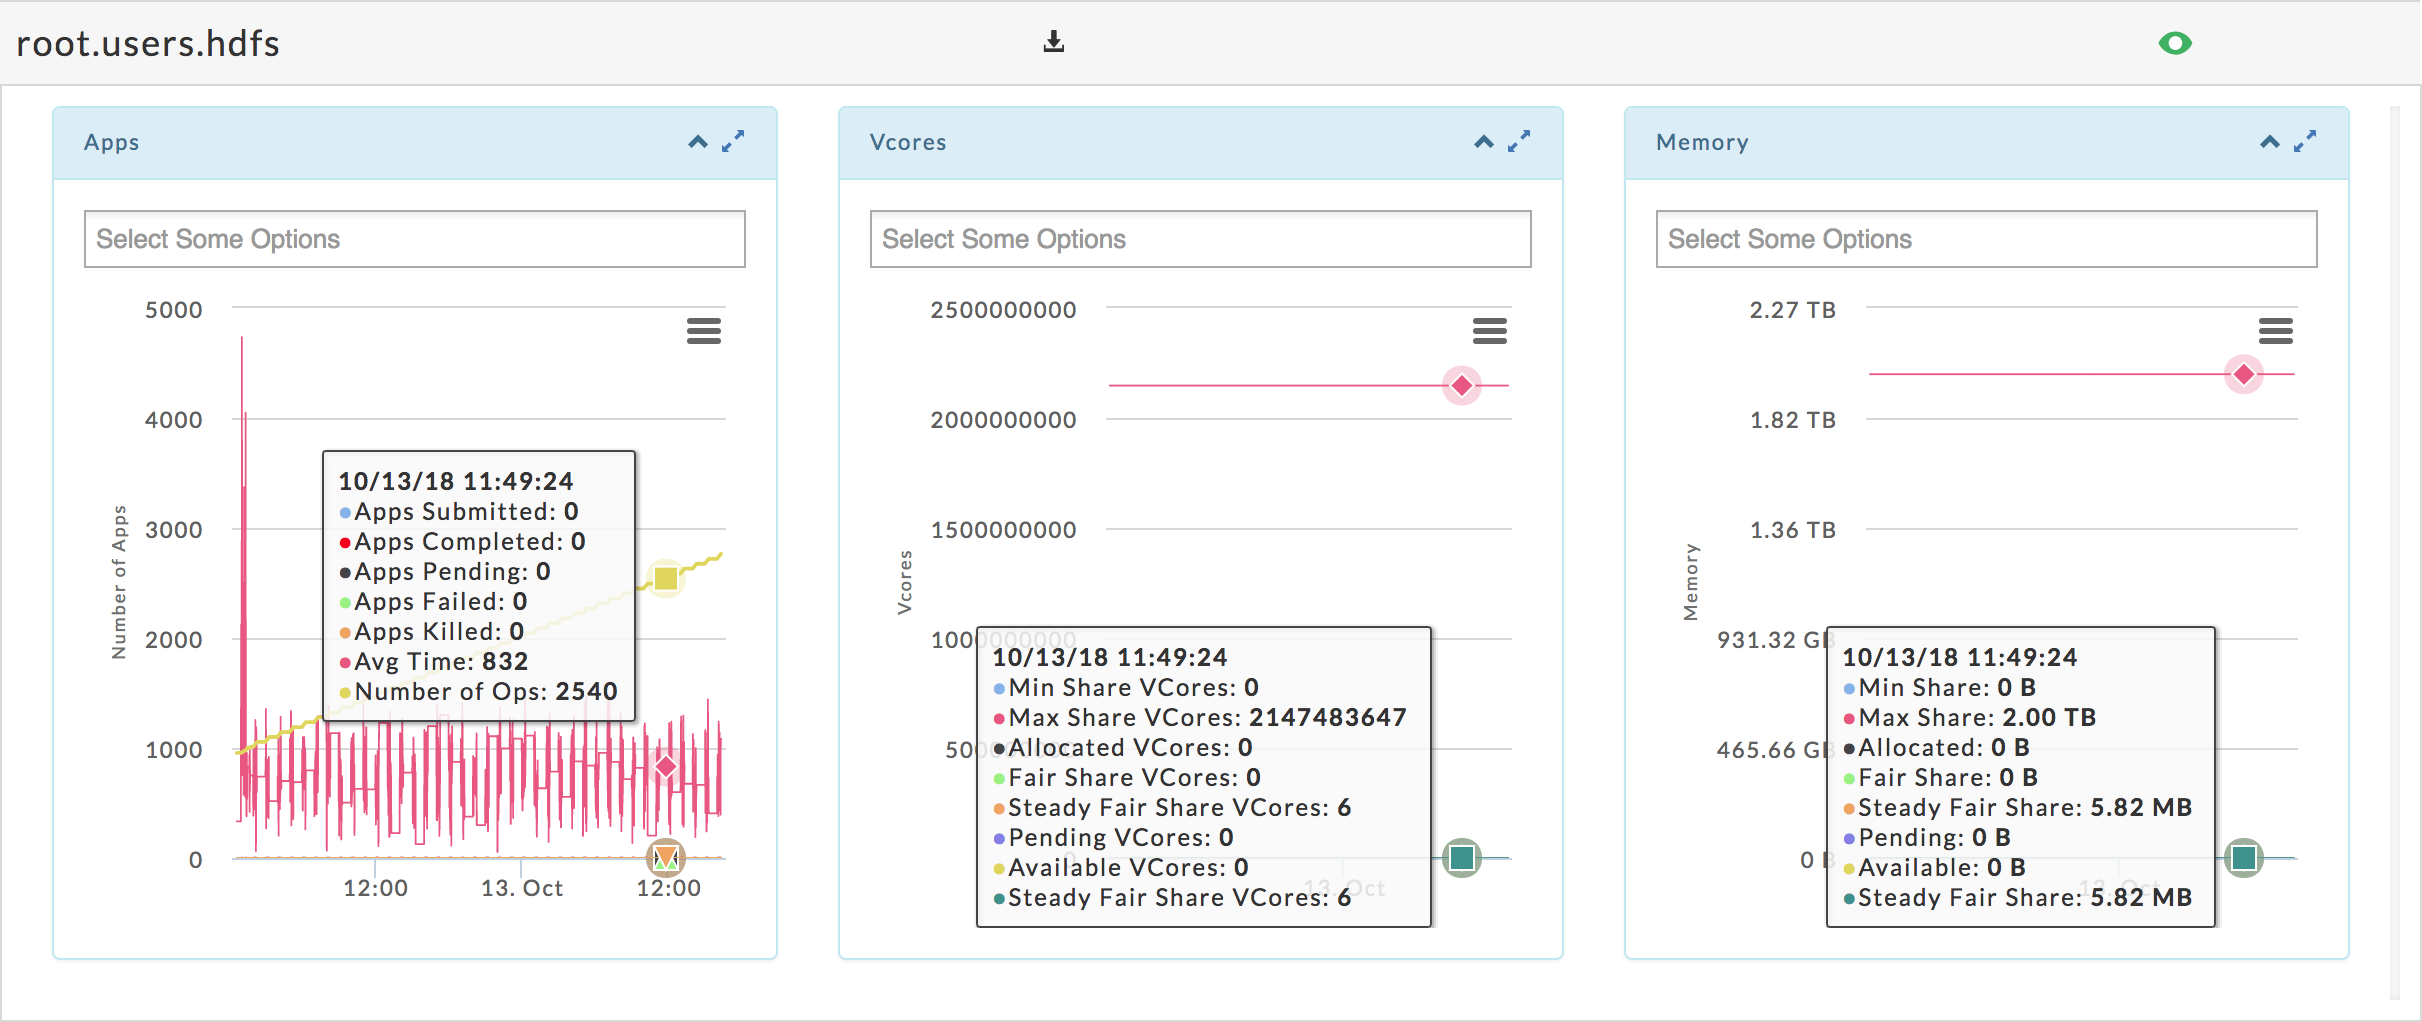 root.users.hdfs
Apps
Select Some Options
5000
4000
3000
2000
1000
0
Number of Apps
10/13/18 11:49:24
Apps Submitted: 0
Apps Completed: 0
Apps Pending: 0
Apps Failed: 0
Apps Killed: 0
Avg Time: 832
Number of Ops: 2540
12:00
13. Oct
12:00
Vcores
Select Some Options
2500000000
2000000000
1500000000
1000000000
500000000
0
Vcores
10/13/18 11:49:24
Min Share VCores: 0
Max Share VCores: 2147483647
Allocated VCores: 0
Fair Share VCores: 0
Steady Fair Share VCores: 6
Pending VCores: 0
Available VCores: 0
Steady Fair Share VCores: 6
13. Oct
Memory
Select Some Options
2.27 TB
1.82 TB
1.36 TB
931.32 GB
465.66 GB
0 B
Memory
10/13/18 11:49:24
Min Share: 0 B
Max Share: 2.00 TB
Allocated: 0 B
Fair Share: 0 B
Steady Fair Share: 5.82 MB
Pending: 0 B
Available: 0 B
Steady Fair Share: 5.82 MB
13. Oct